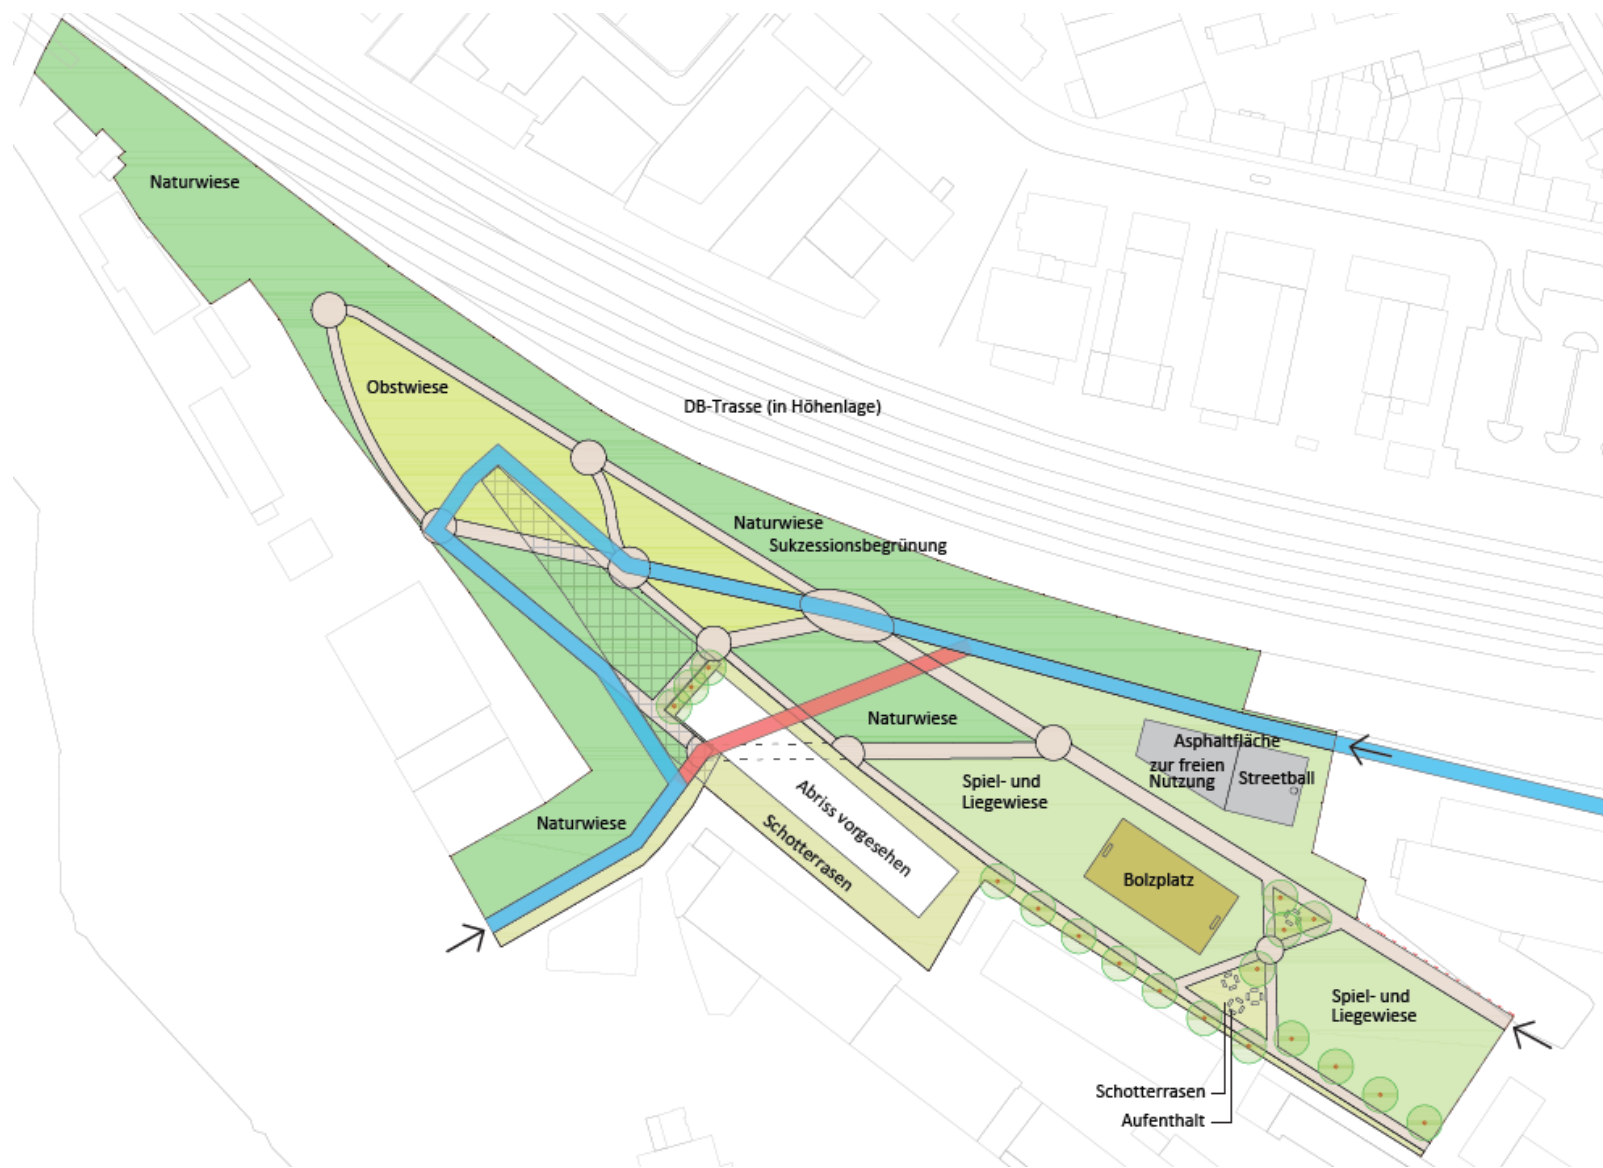 Naturwiese
Obstwiese
DB-Trasse (in Höhenlage)
Naturwiese
Sukzessionsbegrünung
Naturwiese
Asphaltfläche
zur freien
Nutzung
Streetball
Spiel- und
Liegewiese
Abriss vorgesehen
Schotterrasen
Naturwiese
Bolzplatz
Spiel- und
Liegewiese
Schotterrasen
Aufenthalt